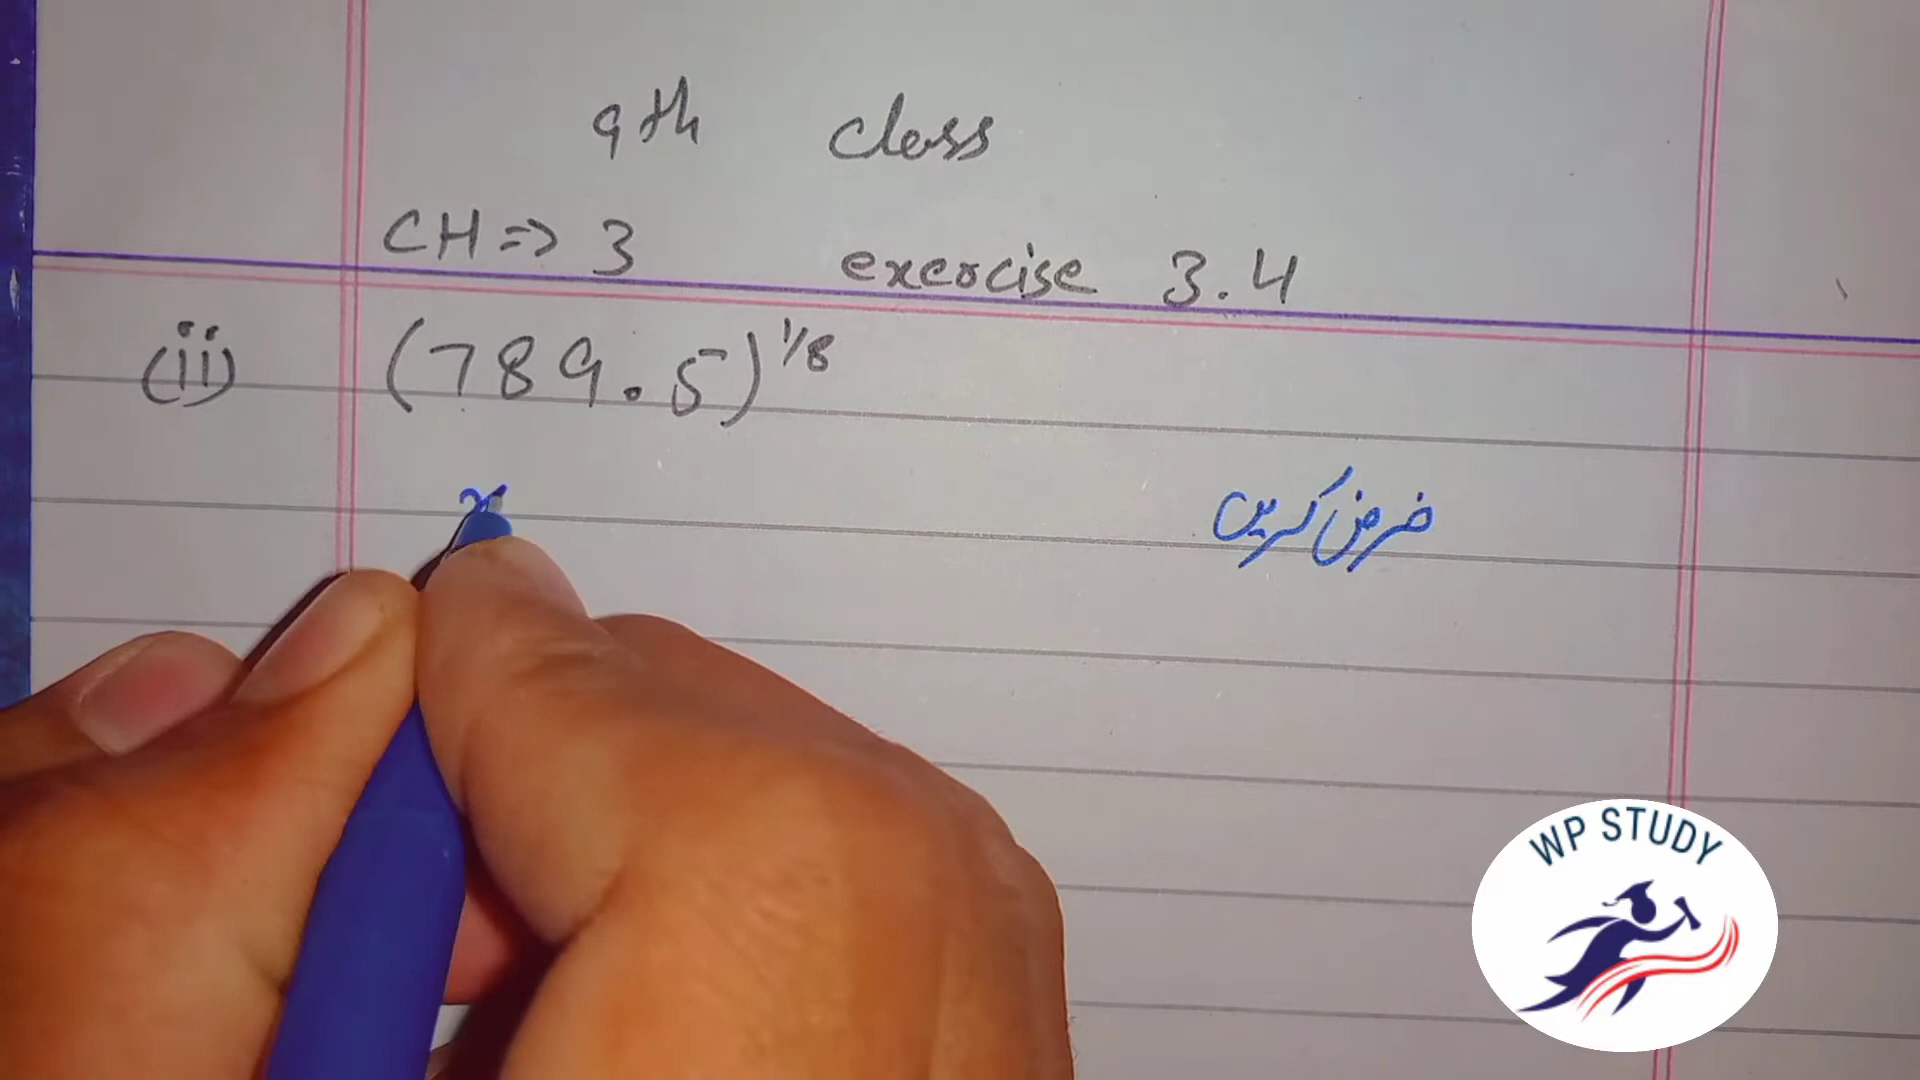 9th class
CH => 3 exercise 3.4
(ii) (789.5)^1/8
x فرض کریں
WP STUDY